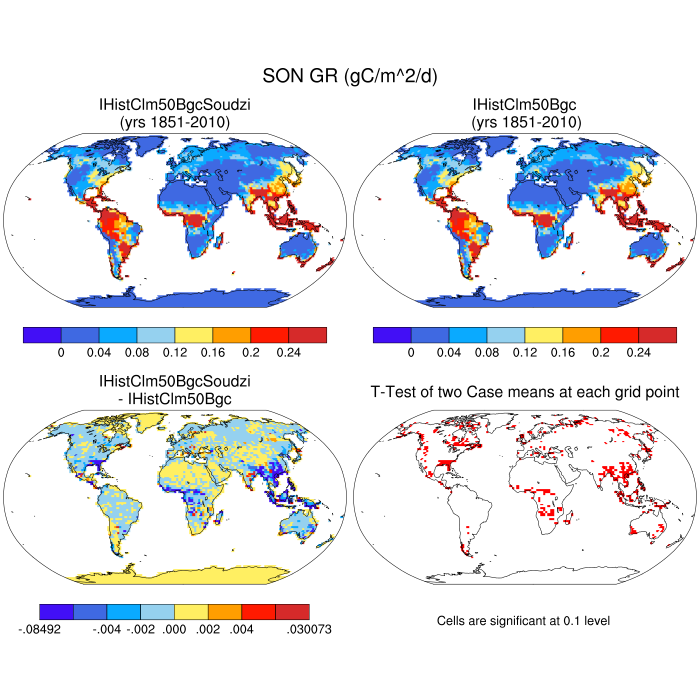 SON GR (gC/m^2/d)
IHistClm50BgcSoudzi
(yrs 1851-2010)
IHistClm50Bgc
(yrs 1851-2010)
0 0.04 0.08 0.12 0.16 0.2 0.24
0 0.04 0.08 0.12 0.16 0.2 0.24
IHistClm50BgcSoudzi
- IHistClm50Bgc
T-Test of two Case means at each grid point
-.08492 -.004 -.002 .000 .002 .004 .030073
Cells are significant at 0.1 level